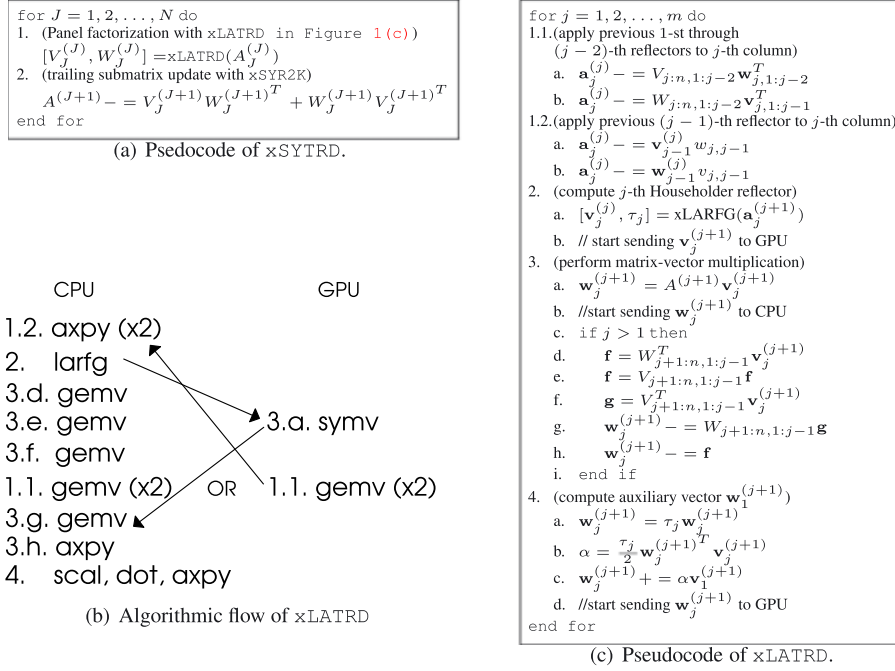 for J = 1, 2, . . . , N do
1. (Panel factorization with xLATRD in Figure 1(c))
[V_J^{(J)}, W_J^{(J)}] =xLATRD(A_J^{(J)})
2. (trailing submatrix update with xSYR2K)
A^{(J+1)} − = V_J^{(J+1)} W_J^{(J+1)^T} + W_J^{(J+1)} V_J^{(J+1)^T}
end for
(a) Psedocode of xSYTRD.
CPU GPU
1.2. axpy (x2)
2. larfg
3.d. gemv
3.e. gemv 3.a. symv
3.f. gemv
1.1. gemv (x2) OR 1.1. gemv (x2)
3.g. gemv
3.h. axpy
4. scal, dot, axpy
(b) Algorithmic flow of xLATRD
for j = 1, 2, . . . , m do
1.1.(apply previous 1-st through
(j − 2)-th reflectors to j-th column)
a. a_j^{(j)} − = V_{j:n,1:j−2} w_{j,1:j−2}^T
b. a_j^{(j)} − = W_{j:n,1:j−2} v_{j,1:j−1}^T
1.2.(apply previous (j − 1)-th reflector to j-th column)
a. a_j^{(j)} − = v_{j−1}^{(j)} w_{j,j−1}
b. a_j^{(j)} − = w_{j−1}^{(j)} v_{j,j−1}
2. (compute j-th Householder reflector)
a. [v_j^{(j)}, τ_j] = xLARFG(a_j^{(j+1)})
b. // start sending v_j^{(j+1)} to GPU
3. (perform matrix-vector multiplication)
a. w_j^{(j+1)} = A^{(j+1)} v_j^{(j+1)}
b. //start sending w_j^{(j+1)} to CPU
c. if j > 1 then
d. f = W_{j+1:n,1:j−1}^T v_j^{(j+1)}
e. f = V_{j+1:n,1:j−1} f
f. g = V_{j+1:n,1:j−1}^T v_j^{(j+1)}
g. w_j^{(j+1)} − = W_{j+1:n,1:j−1} g
h. w_j^{(j+1)} − = f
i. end if
4. (compute auxiliary vector w_1^{(j+1)})
a. w_j^{(j+1)} = τ_j w_j^{(j+1)}
b. α = \frac{τ_j}{2} w_j^{(j+1)^T} v_j^{(j+1)}
c. w_j^{(j+1)} + = αv_1^{(j+1)}
d. //start sending w_j^{(j+1)} to GPU
end for
(c) Pseudocode of xLATRD.